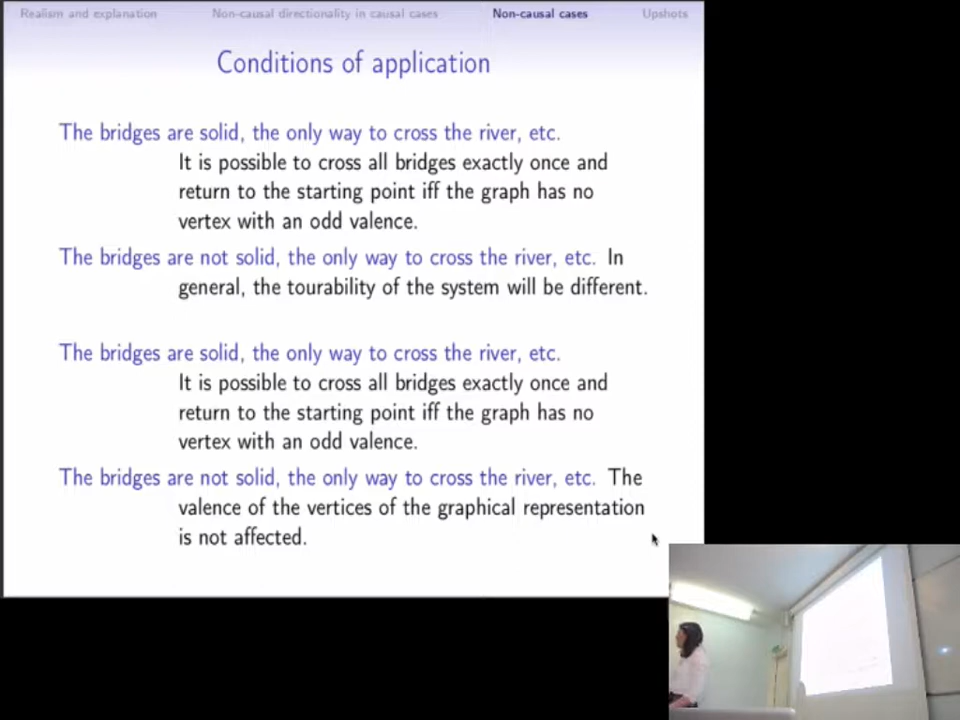 Realism and explanation Non-causal directionality in causal cases Non-causal cases Upshots
Conditions of application
The bridges are solid, the only way to cross the river, etc.
It is possible to cross all bridges exactly once and
return to the starting point iff the graph has no
vertex with an odd valence.
The bridges are not solid, the only way to cross the river, etc. In
general, the tourability of the system will be different.
The bridges are solid, the only way to cross the river, etc.
It is possible to cross all bridges exactly once and
return to the starting point iff the graph has no
vertex with an odd valence.
The bridges are not solid, the only way to cross the river, etc. The
valence of the vertices of the graphical representation
is not affected.